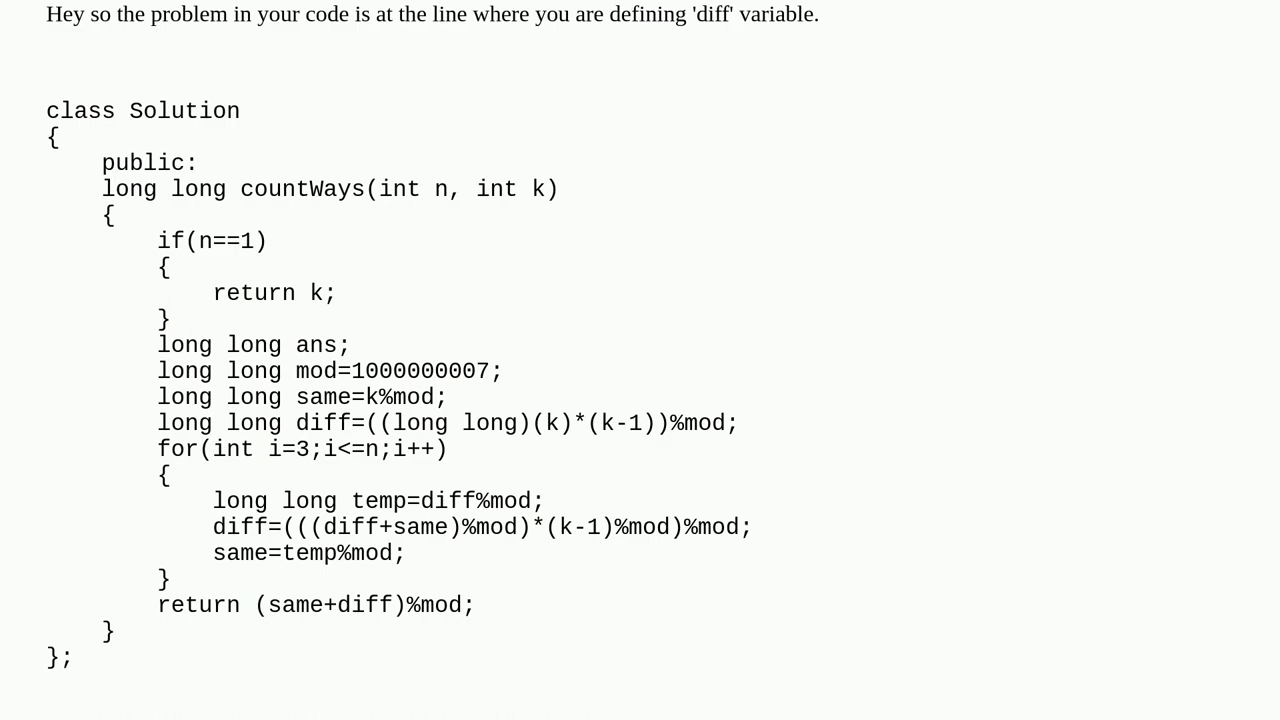 Hey so the problem in your code is at the line where you are defining 'diff' variable.
class Solution
{
    public:
    long long countWays(int n, int k)
    {
        if(n==1)
        {
            return k;
        }
        long long ans;
        long long mod=1000000007;
        long long same=k%mod;
        long long diff=((long long)(k)*(k-1))%mod;
        for(int i=3;i<=n;i++)
        {
            long long temp=diff%mod;
            diff=(((diff+same)%mod)*(k-1)%mod)%mod;
            same=temp%mod;
        }
        return (same+diff)%mod;
    }
};